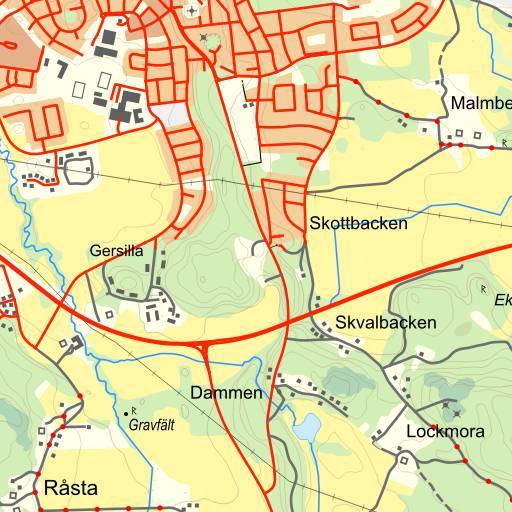 Malmbe
R
Skottbacken
Gersilla
R
Ek
Skvalbacken
Dammen
R
Gravfält
Lockmora
Råsta